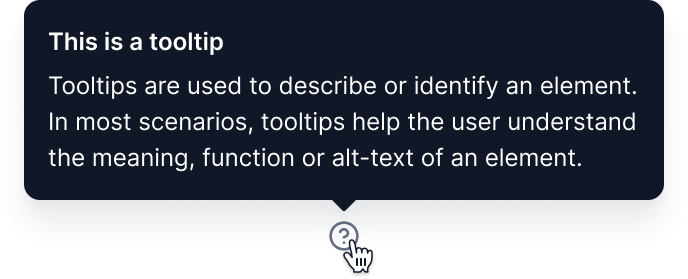 This is a tooltip
Tooltips are used to describe or identify an element.
In most scenarios, tooltips help the user understand
the meaning, function or alt-text of an element.
?